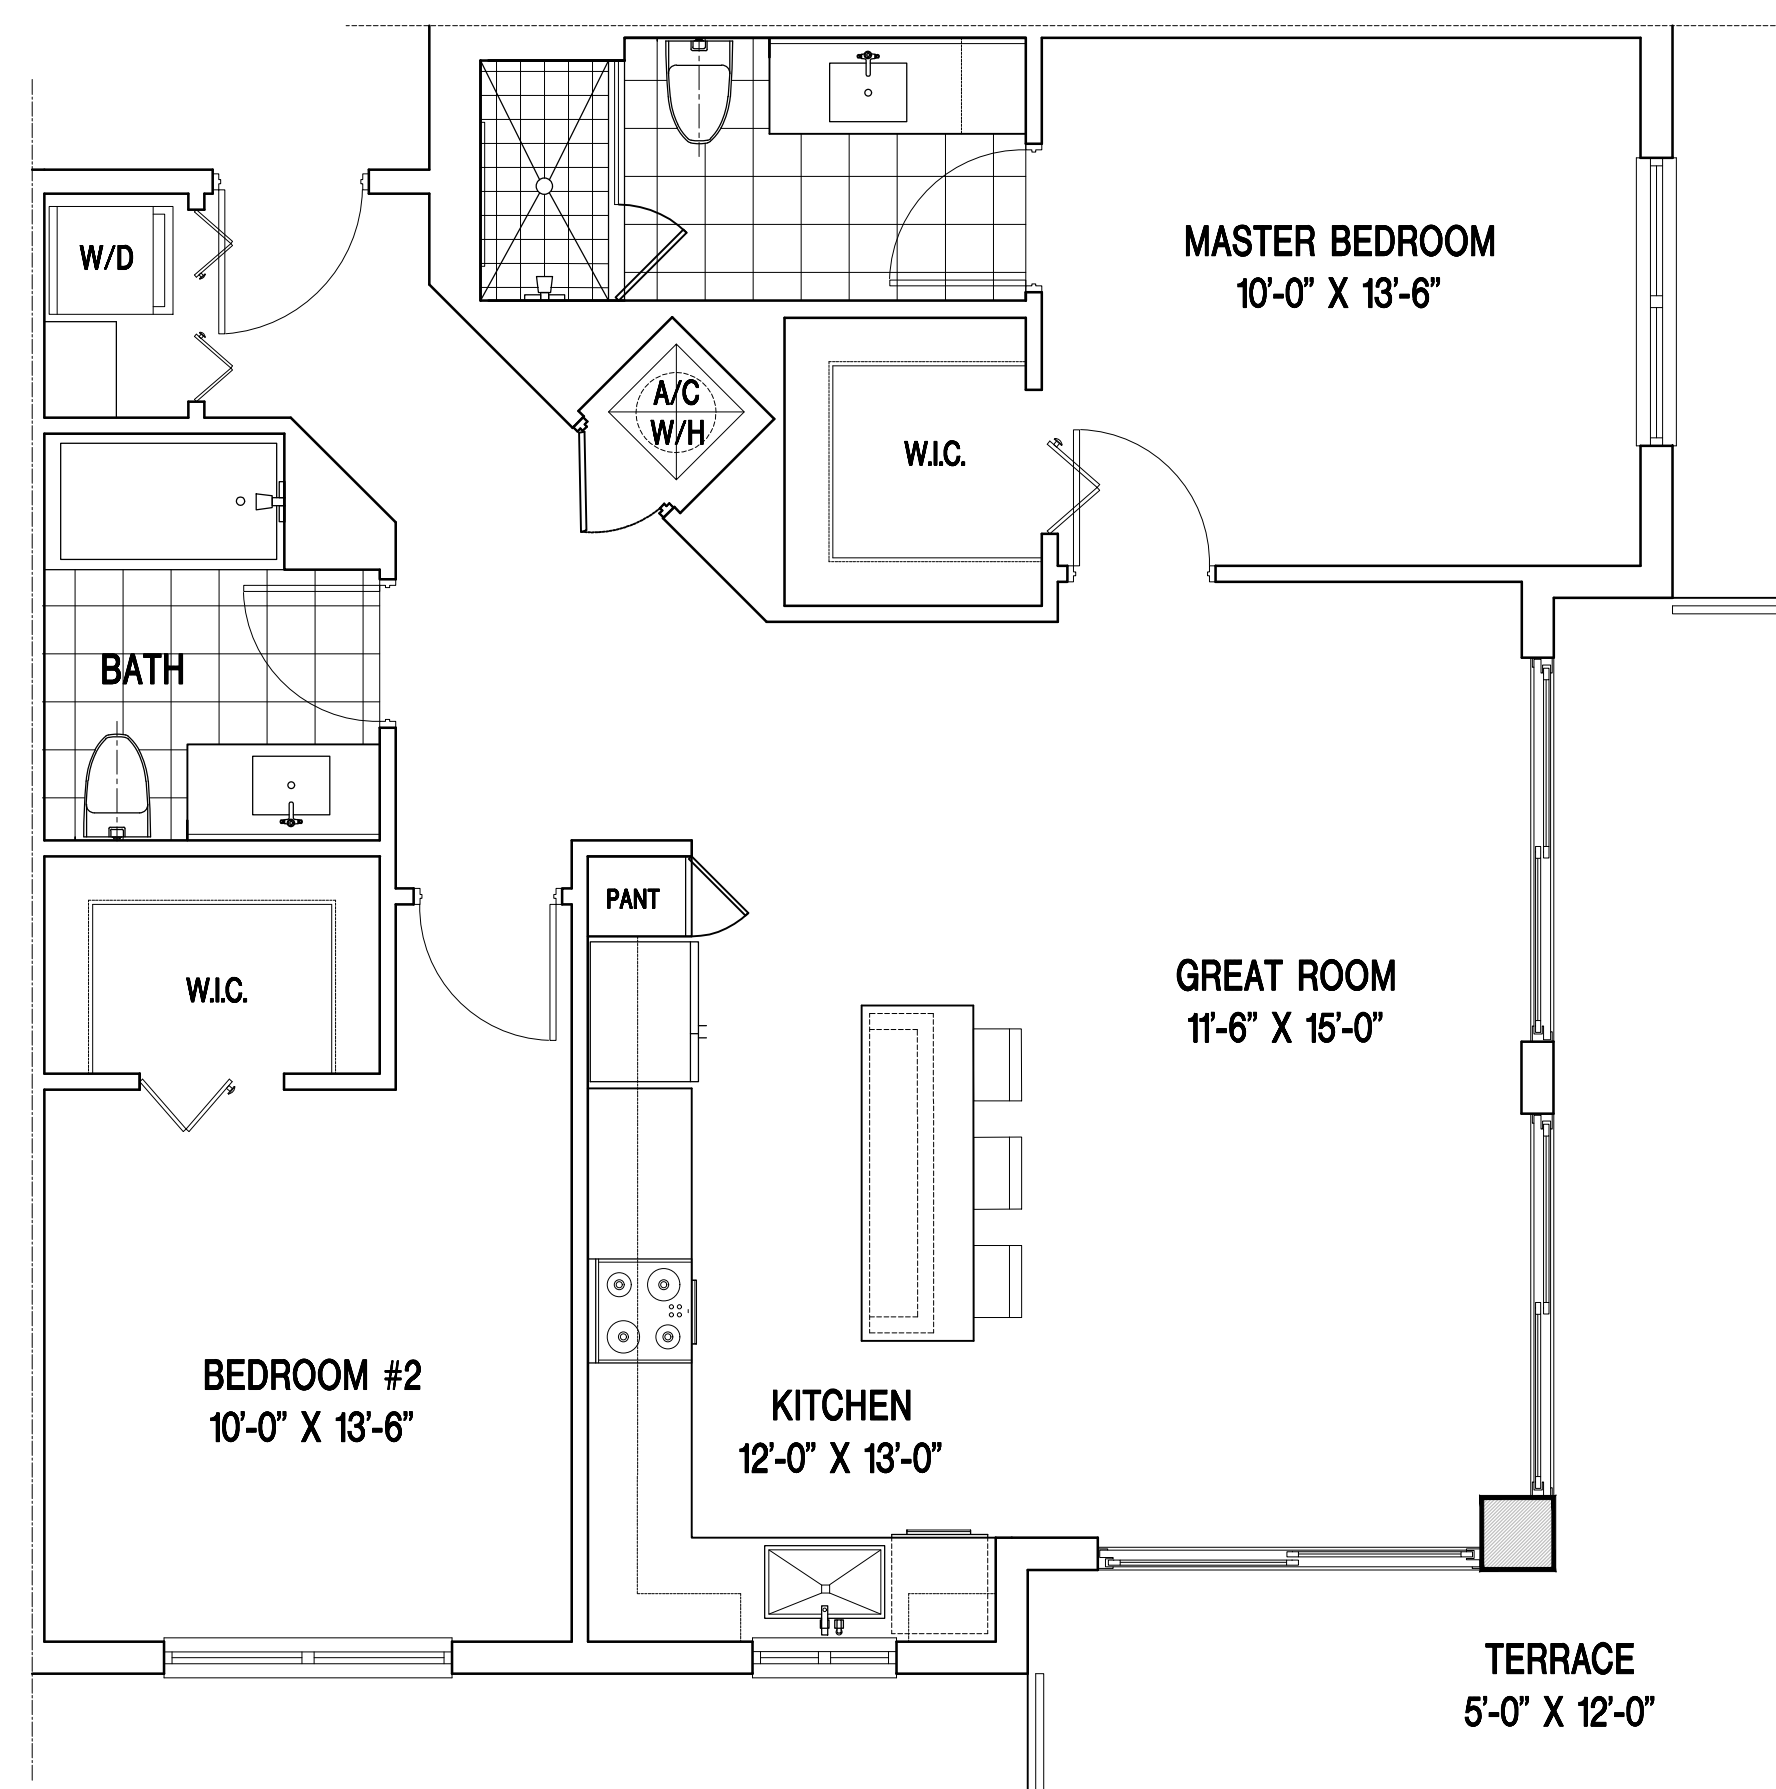 MASTER BEDROOM
10'-0" X 13'-6"
W/D
A/C
W/H
W.I.C.
BATH
PANT
GREAT ROOM
11'-6" X 15'-0"
W.I.C.
BEDROOM #2
10'-0" X 13'-6"
KITCHEN
12'-0" X 13'-0"
TERRACE
5'-0" X 12'-0"